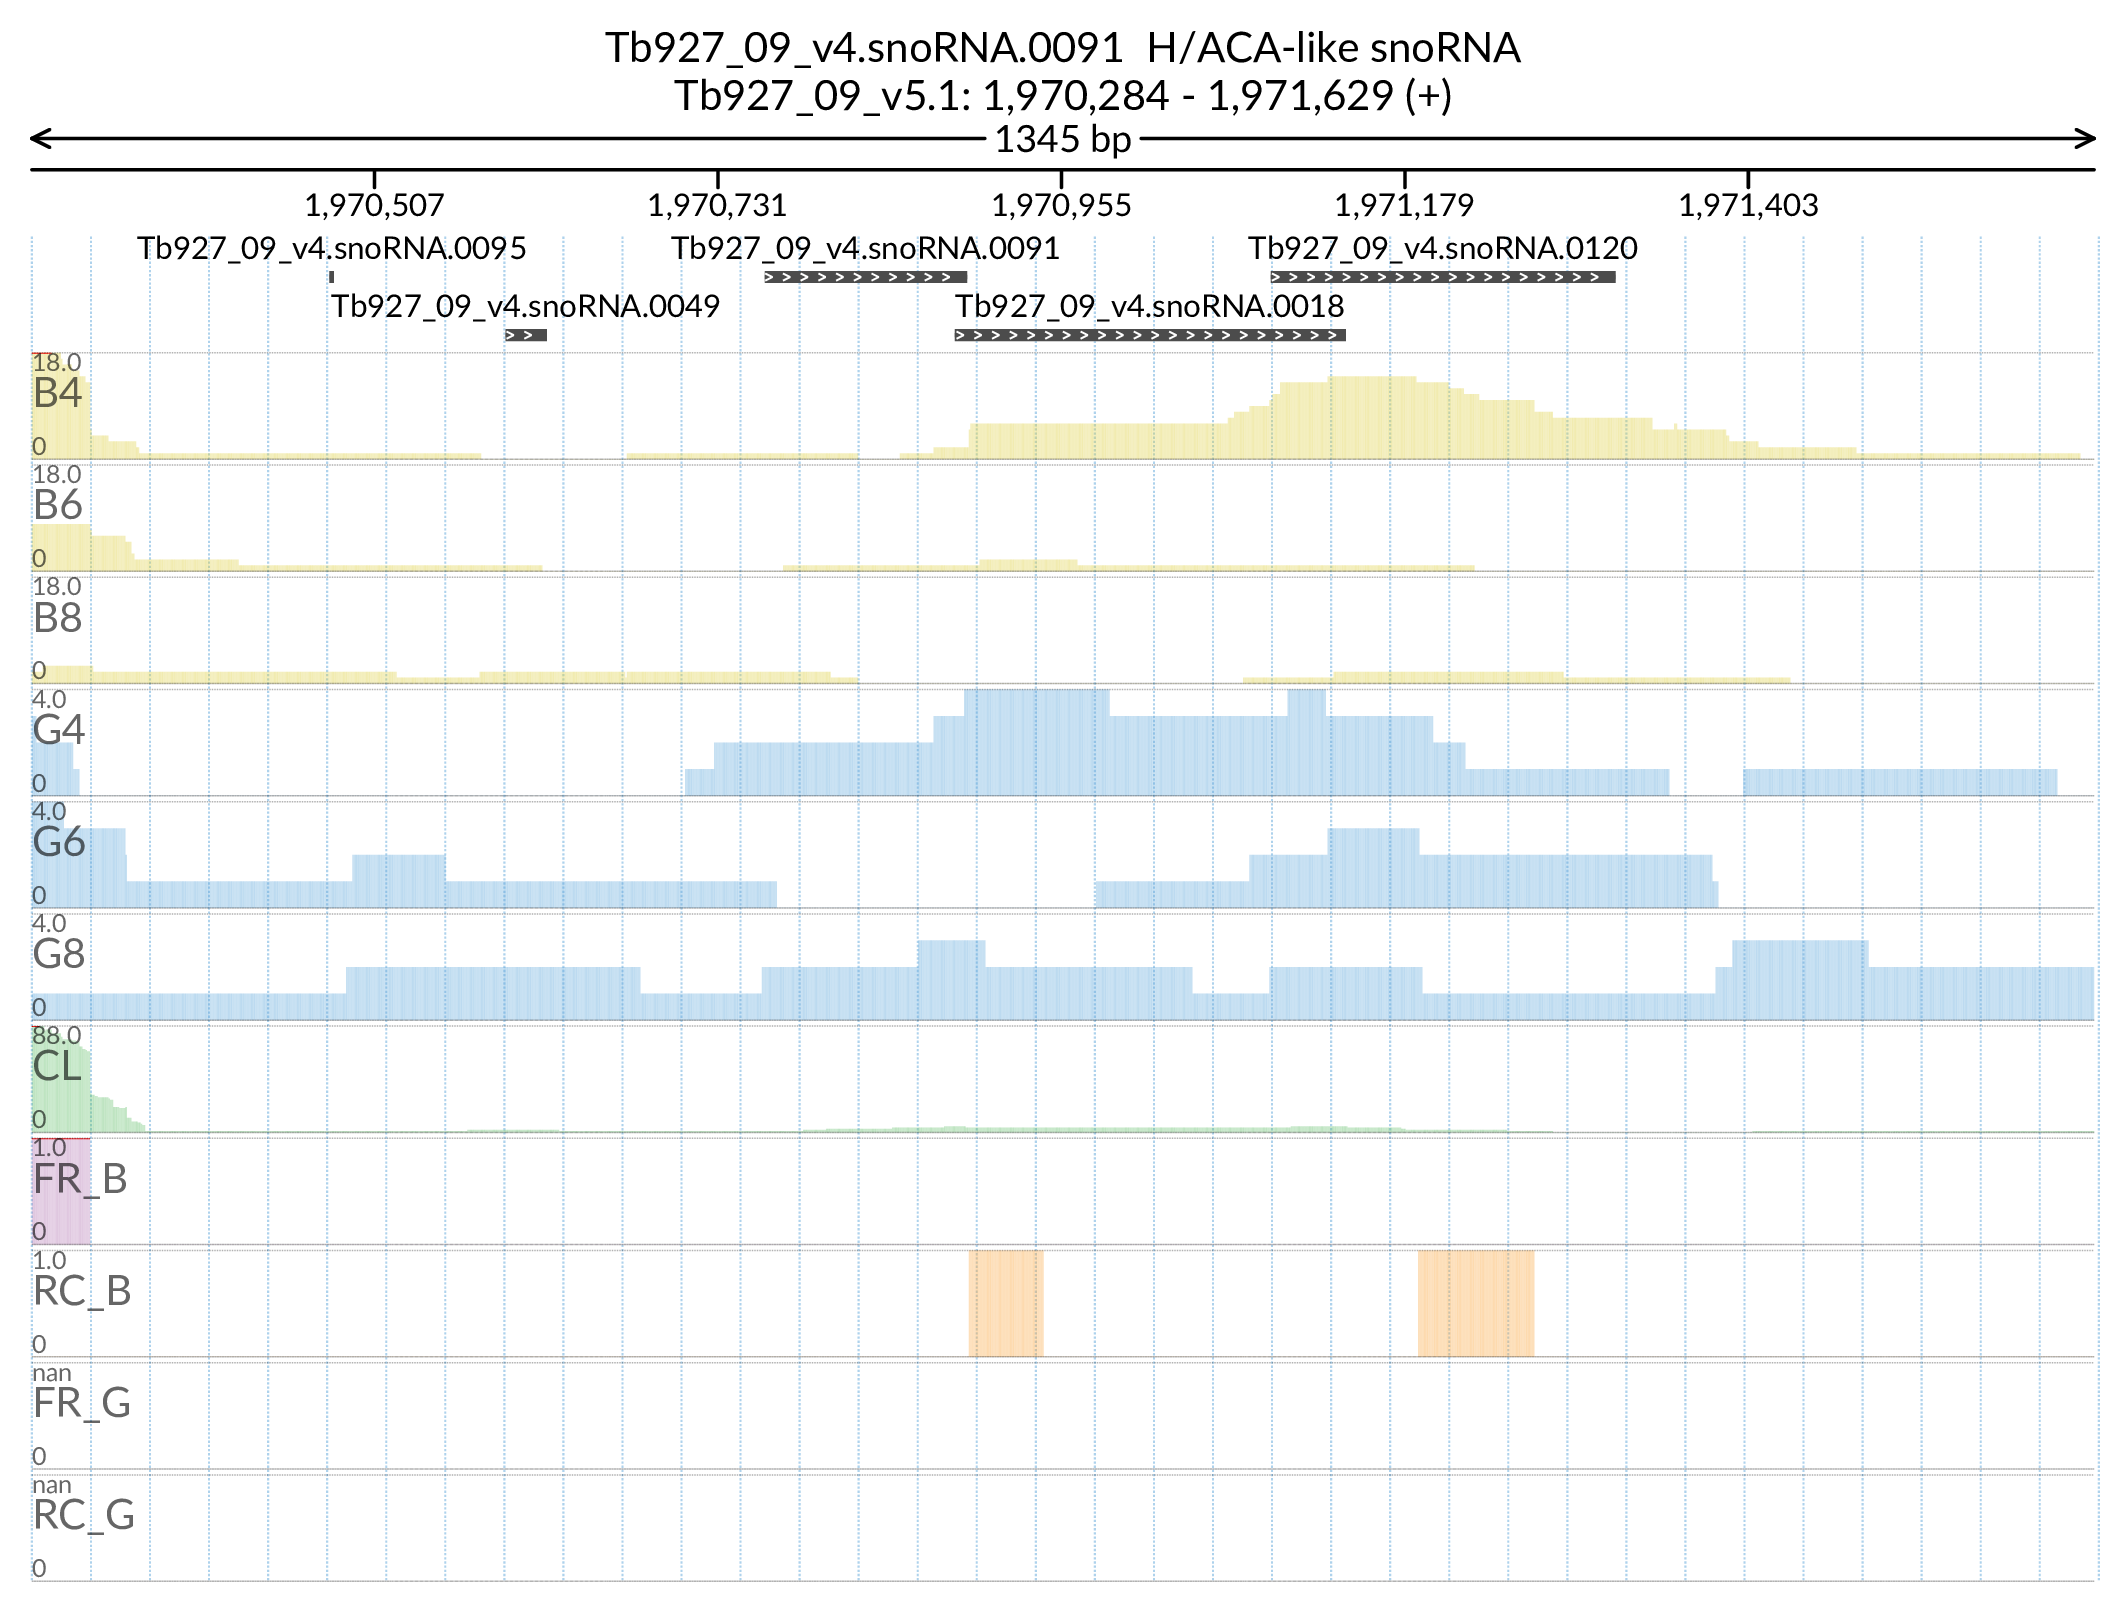 Tb927_09_v4.snoRNA.0091 H/ACA-like snoRNA
Tb927_09_v5.1: 1,970,284 - 1,971,629 (+)
1345 bp
1,970,507 1,970,731 1,970,955 1,971,179 1,971,403
Tb927_09_v4.snoRNA.0095 Tb927_09_v4.snoRNA.0091 Tb927_09_v4.snoRNA.0120
Tb927_09_v4.snoRNA.0049 Tb927_09_v4.snoRNA.0018
18.0
B4
0
18.0
B6
0
18.0
B8
0
4.0
G4
0
4.0
G6
0
4.0
G8
0
88.0
CL
0
1.0
FR_B
0
1.0
RC_B
0
nan
FR_G
0
nan
RC_G
0